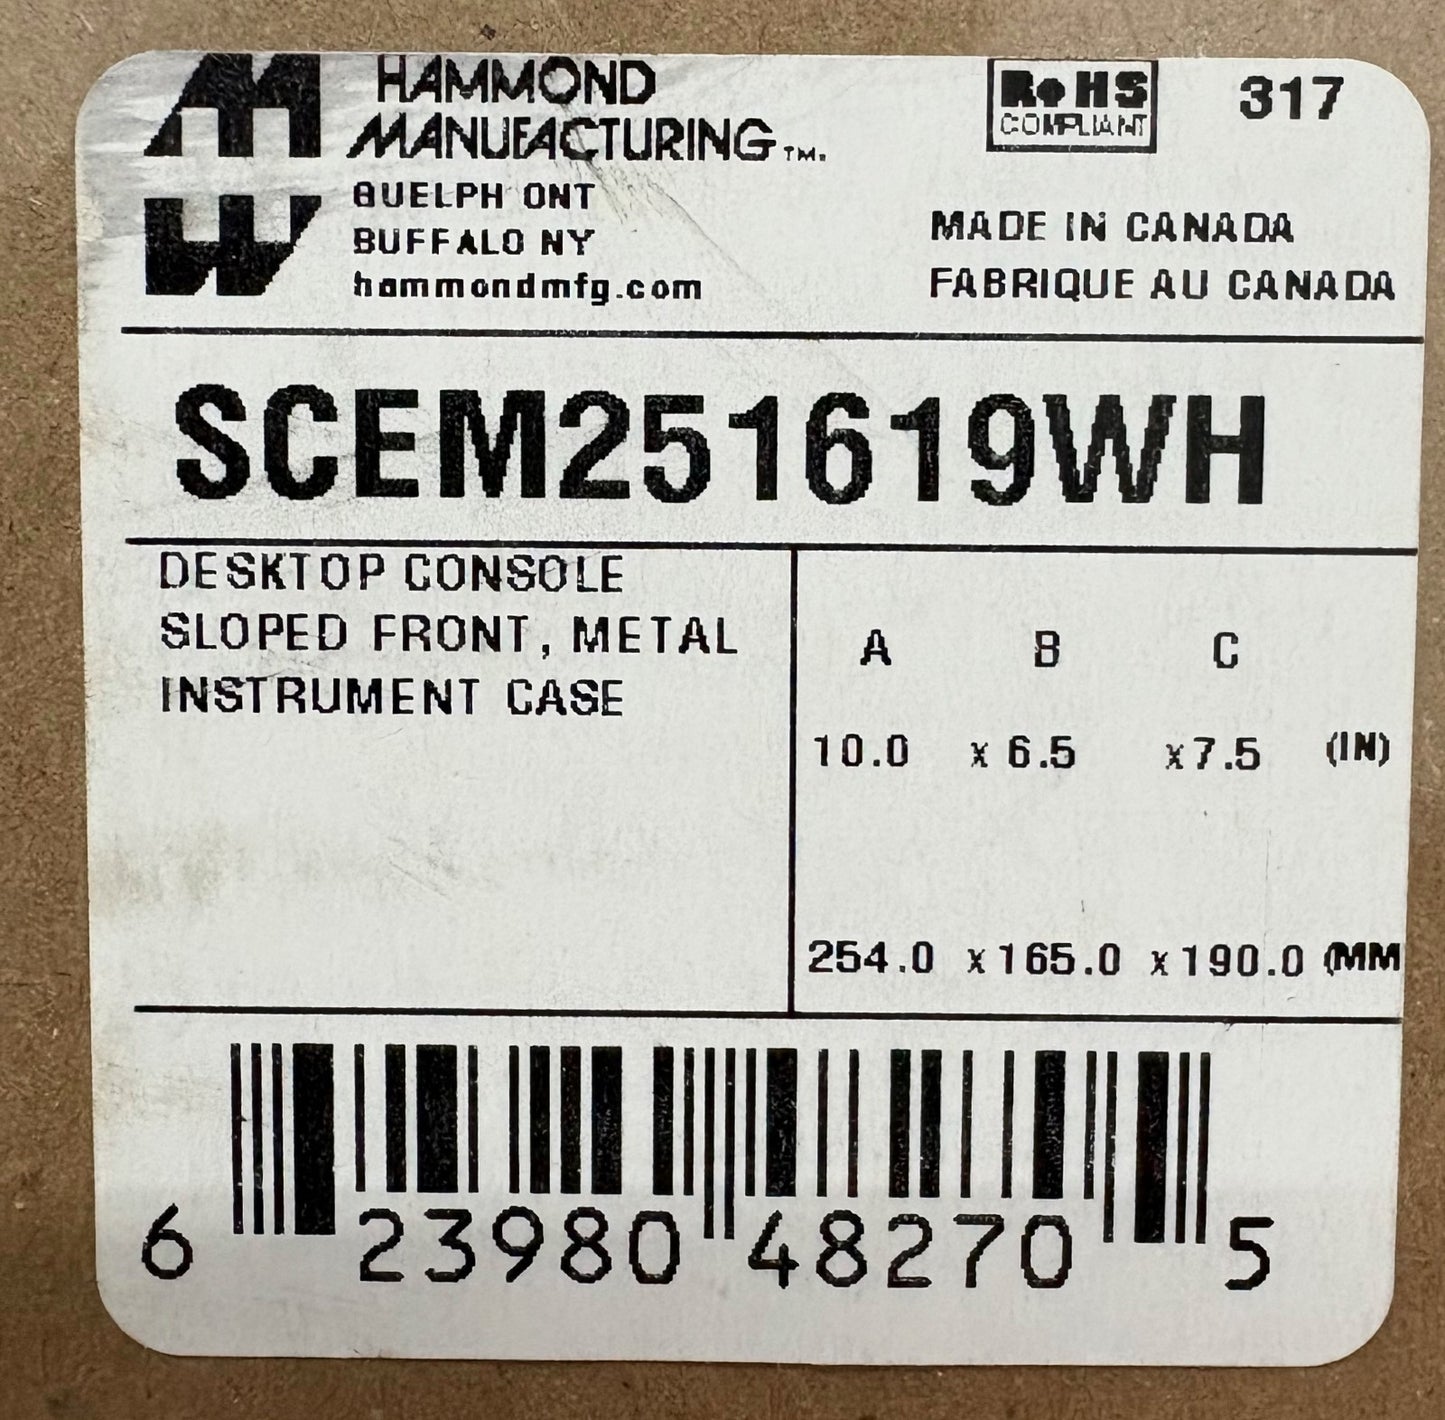 HAMMOND
MANUFACTURING™.
GUELPH ONT
BUFFALO NY
hammondmfg.com
RoHS
COMPLIANT
317
MADE IN CANADA
FABRIQUE AU CANADA
SCEM251619WH
DESKTOP CONSOLE
SLOPED FRONT, METAL
INSTRUMENT CASE
A B C
10.0 x 6.5 x 7.5 (IN)
254.0 x 165.0 x 190.0 (MM
6 23980 48270 5